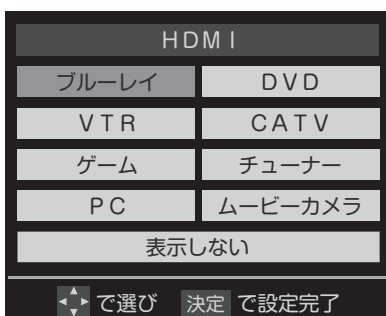 HDMI
ブルーレイ DVD
VTR CATV
ゲーム チューナー
PC ムービーカメラ
表示しない
で選び 決定 で設定完了